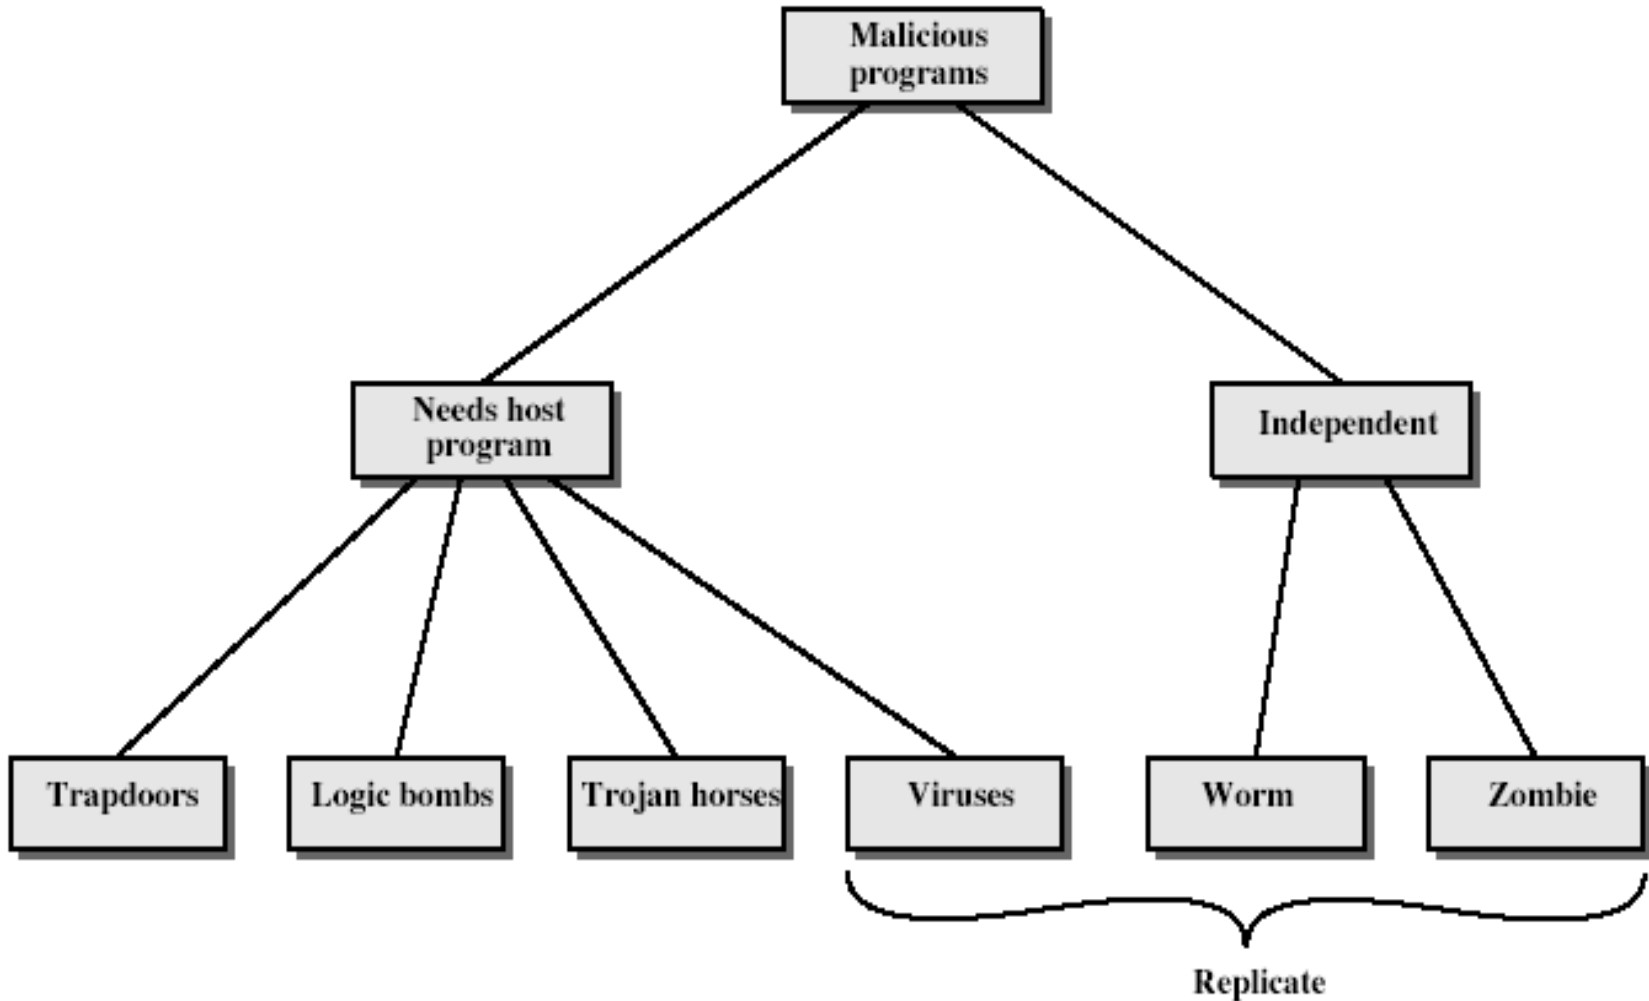 Malicious
programs
Needs host
program
Independent
Trapdoors
Logic bombs
Trojan horses
Viruses
Worm
Zombie
Replicate